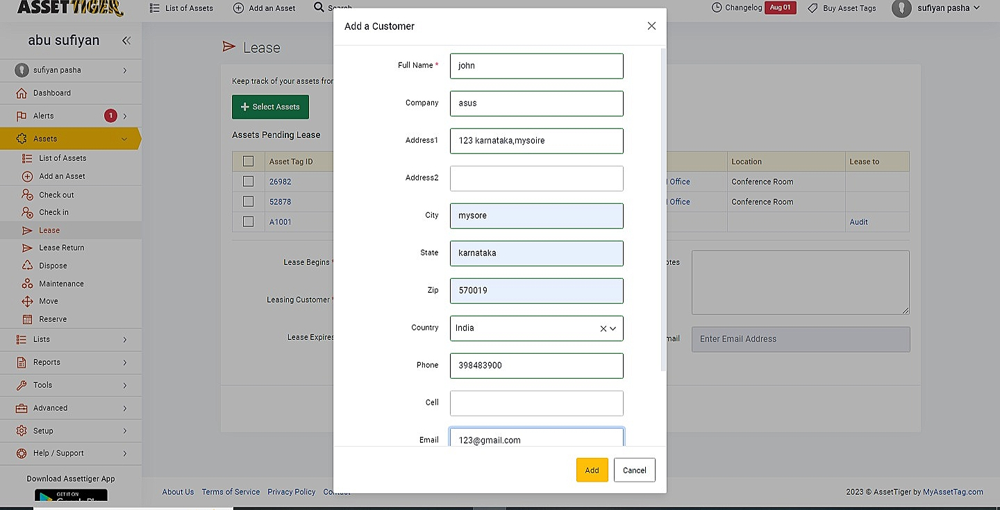 ASSETTIGER
List of Assets
Add an Asset
Search
Changelog Aug 01
Buy Asset Tags
sufiyan pasha
abu sufiyan
sufiyan pasha
Dashboard
Alerts 1
Assets
List of Assets
Add an Asset
Check out
Check in
Lease
Lease Return
Dispose
Maintenance
Move
Reserve
Lists
Reports
Tools
Advanced
Setup
Help / Support
Download Assettiger App
GET IT ON
Lease
Keep track of your assets
Select Assets
Assets Pending Lease
Asset Tag ID Location Lease to
26982 Office Conference Room
52878 Office Conference Room
A1001 Audit
Lease Begins *
Leasing Customer *
Lease Expires
Enter Email Address
Add a Customer
Full Name * john
Company asus
Address1 123 karnataka,mysoire
Address2
City mysore
State karnataka
Zip 570019
Country India
Phone 398483900
Cell
Email 123@gmail.com
Add Cancel
About Us Terms of Service Privacy Policy Contact
2023 © AssetTiger by MyAssetTag.com